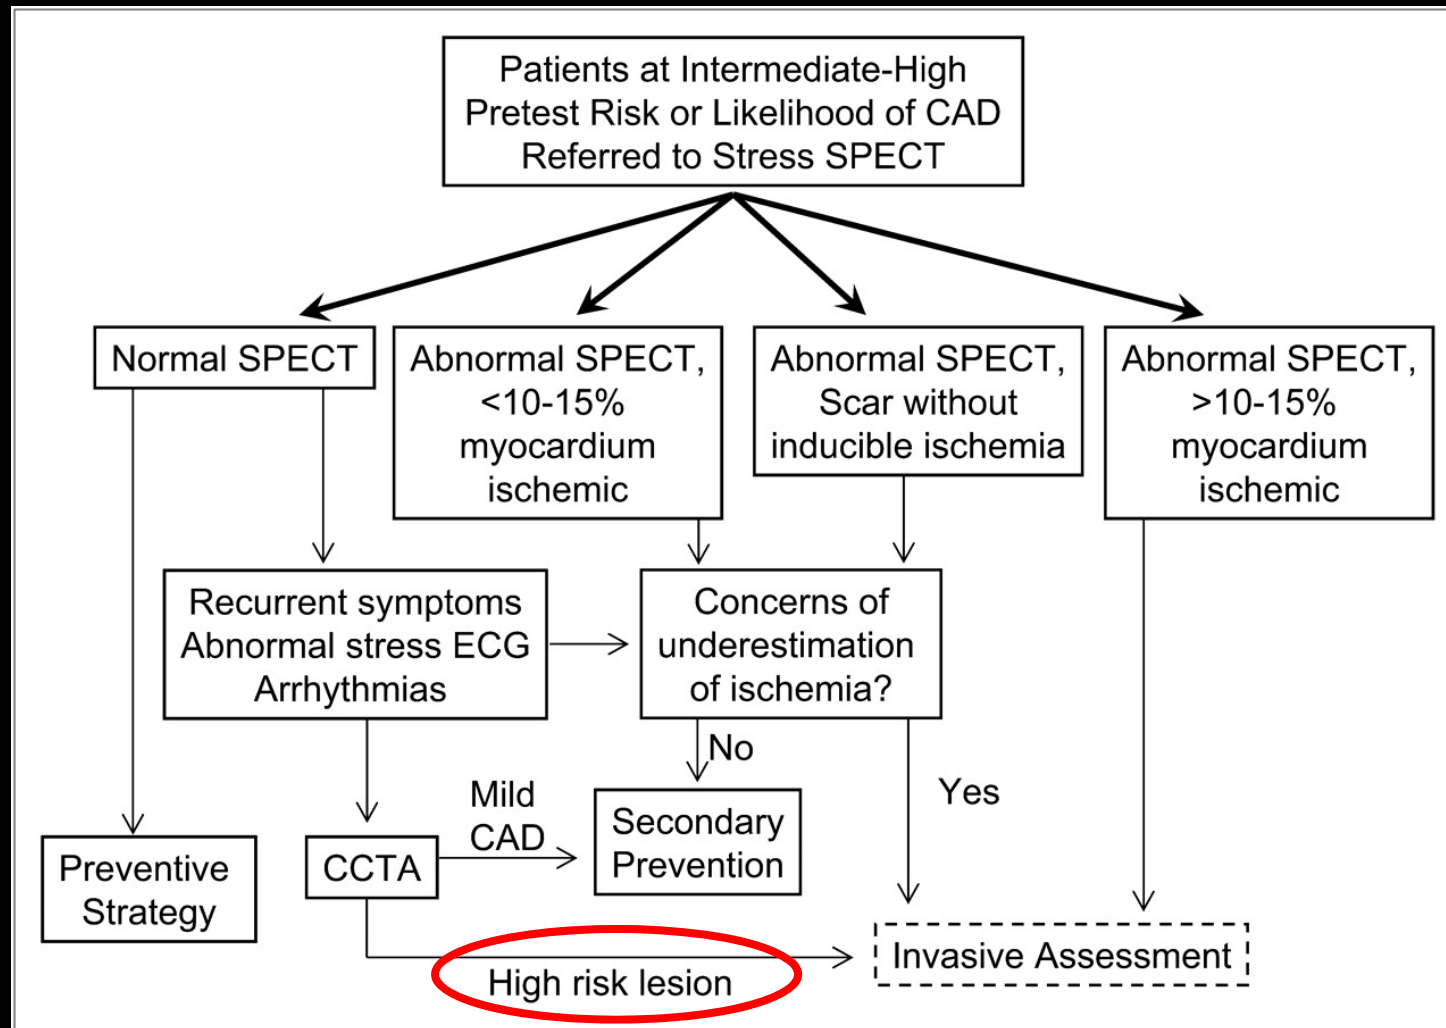 Patients at Intermediate-High
Pretest Risk or Likelihood of CAD
Referred to Stress SPECT
Normal SPECT
Abnormal SPECT,
<10-15%
myocardium
ischemic
Abnormal SPECT,
Scar without
inducible ischemia
Abnormal SPECT,
>10-15%
myocardium
ischemic
Recurrent symptoms
Abnormal stress ECG
Arrhythmias
Concerns of
underestimation
of ischemia?
No
Yes
Mild
CAD
Preventive
Strategy
CCTA
Secondary
Prevention
High risk lesion
Invasive Assessment